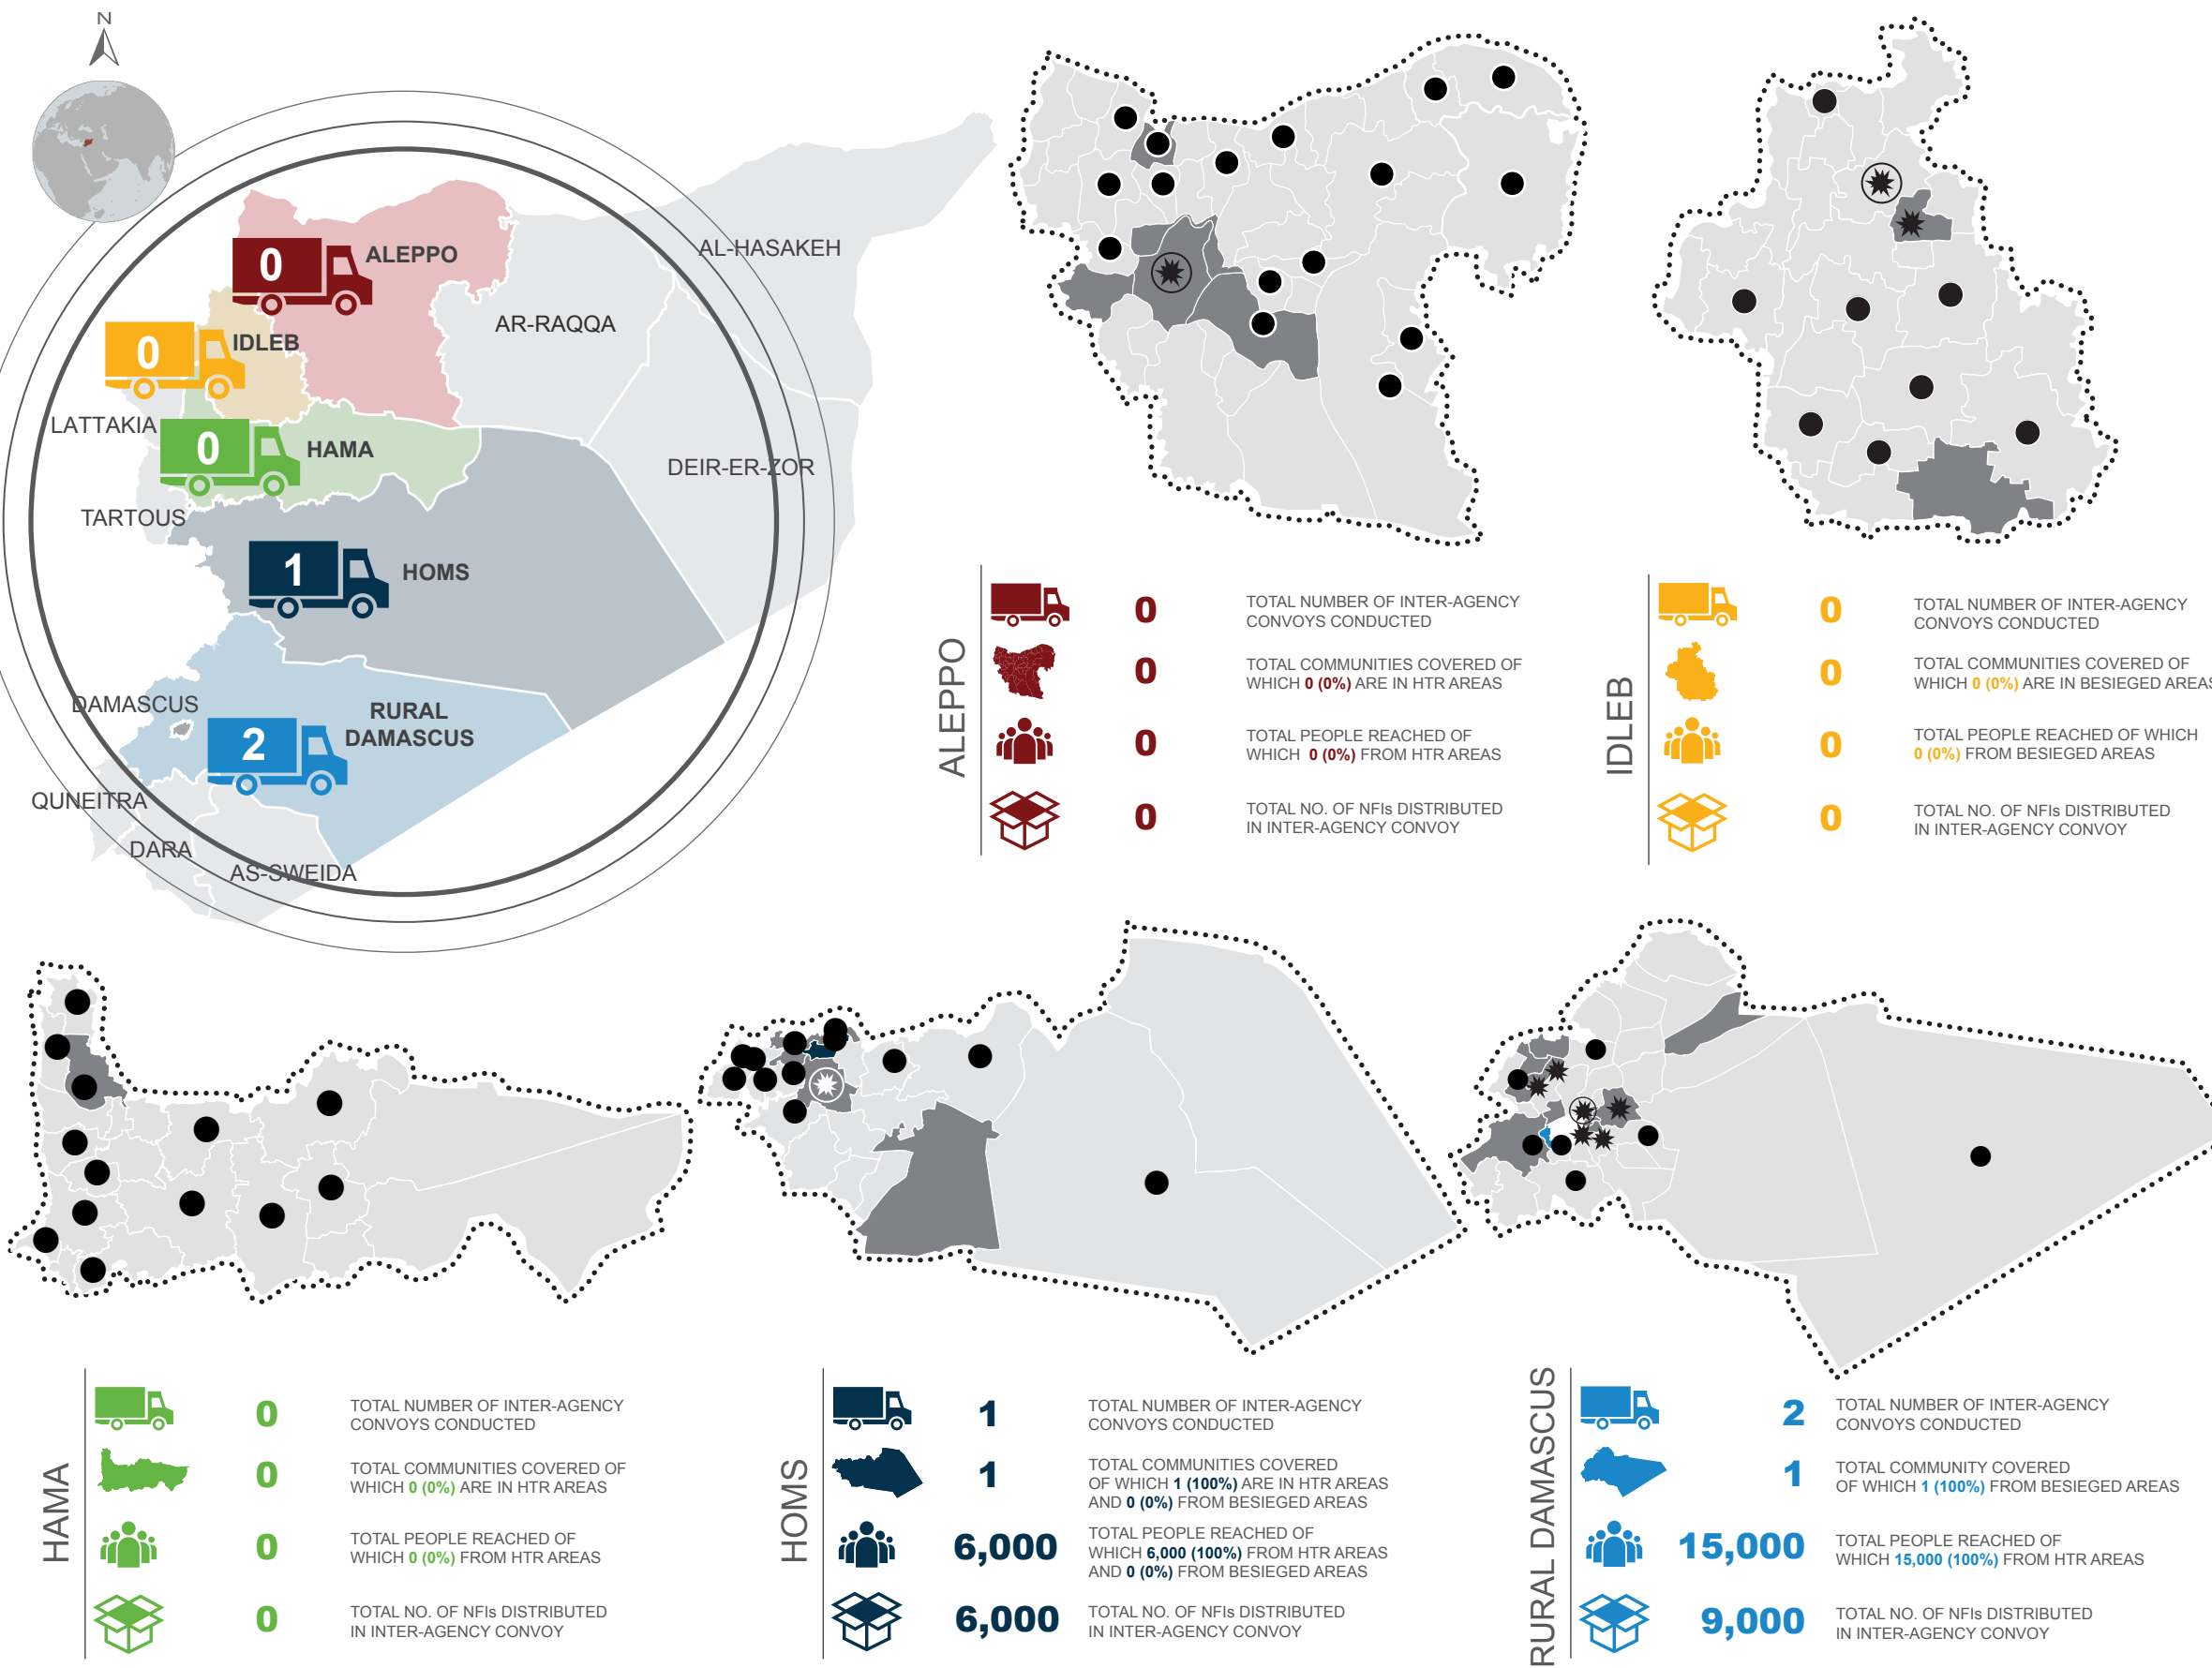 N
0
ALEPPO
AL-HASAKEH
AR-RAQQA
0
IDLEB
LATTAKIA
0
HAMA
DEIR-ER-ZOR
TARTOUS
1
HOMS
DAMASCUS
2
RURAL
DAMASCUS
QUNEITRA
DARA
AS-SWEIDA
ALEPPO
0
TOTAL NUMBER OF INTER-AGENCY
CONVOYS CONDUCTED
0
TOTAL COMMUNITIES COVERED OF
WHICH 0 (0%) ARE IN HTR AREAS
0
TOTAL PEOPLE REACHED OF
WHICH 0 (0%) FROM HTR AREAS
0
TOTAL NO. OF NFIs DISTRIBUTED
IN INTER-AGENCY CONVOY
IDLEB
0
TOTAL NUMBER OF INTER-AGENCY
CONVOYS CONDUCTED
0
TOTAL COMMUNITIES COVERED OF
WHICH 0 (0%) ARE IN BESIEGED AREAS
0
TOTAL PEOPLE REACHED OF WHICH
0 (0%) FROM BESIEGED AREAS
0
TOTAL NO. OF NFIs DISTRIBUTED
IN INTER-AGENCY CONVOY
HAMA
0
TOTAL NUMBER OF INTER-AGENCY
CONVOYS CONDUCTED
0
TOTAL COMMUNITIES COVERED OF
WHICH 0 (0%) ARE IN HTR AREAS
0
TOTAL PEOPLE REACHED OF
WHICH 0 (0%) FROM HTR AREAS
0
TOTAL NO. OF NFIs DISTRIBUTED
IN INTER-AGENCY CONVOY
HOMS
1
TOTAL NUMBER OF INTER-AGENCY
CONVOYS CONDUCTED
1
TOTAL COMMUNITIES COVERED
OF WHICH 1 (100%) ARE IN HTR AREAS
AND 0 (0%) FROM BESIEGED AREAS
6,000
TOTAL PEOPLE REACHED OF
WHICH 6,000 (100%) FROM HTR AREAS
AND 0 (0%) FROM BESIEGED AREAS
6,000
TOTAL NO. OF NFIs DISTRIBUTED
IN INTER-AGENCY CONVOY
RURAL DAMASCUS
2
TOTAL NUMBER OF INTER-AGENCY
CONVOYS CONDUCTED
1
TOTAL COMMUNITY COVERED
OF WHICH 1 (100%) FROM BESIEGED AREAS
15,000
TOTAL PEOPLE REACHED OF
WHICH 15,000 (100%) FROM HTR AREAS
9,000
TOTAL NO. OF NFIs DISTRIBUTED
IN INTER-AGENCY CONVOY